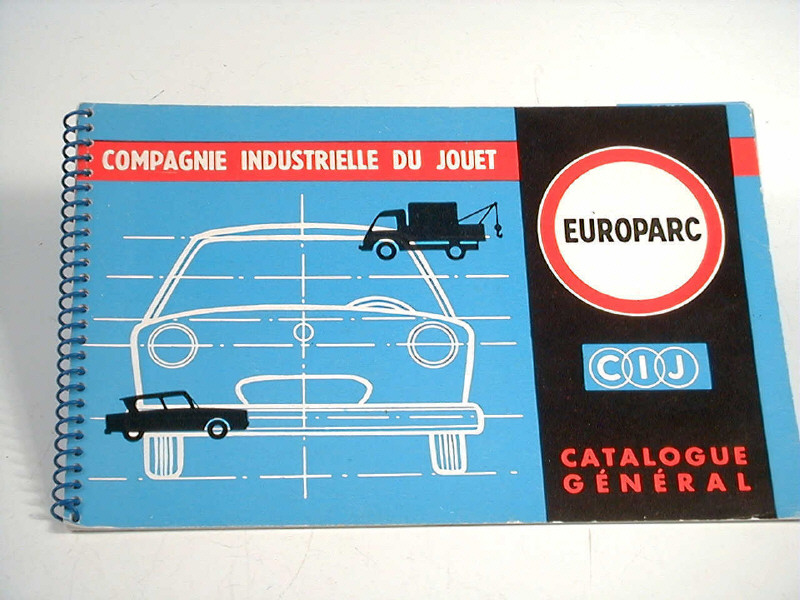 COMPAGNIE INDUSTRIELLE DU JOUET
EUROPARC
CIJ
CATALOGUE
GÉNÉRAL